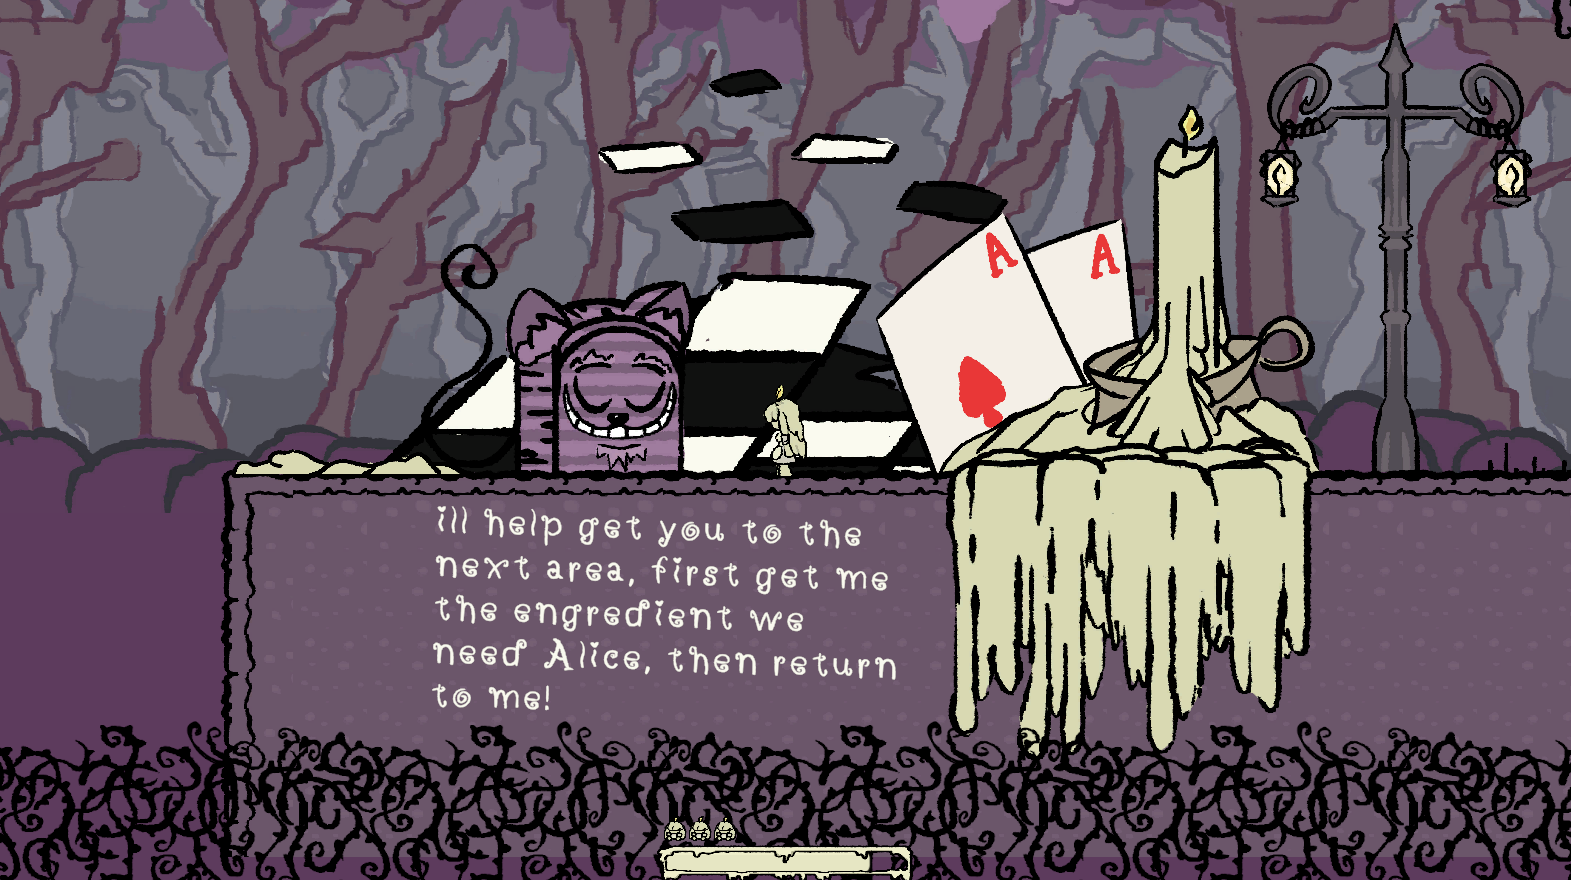 A A
ill help get you to the
next area, first get me
the engredient we
need Alice, then return
to me!